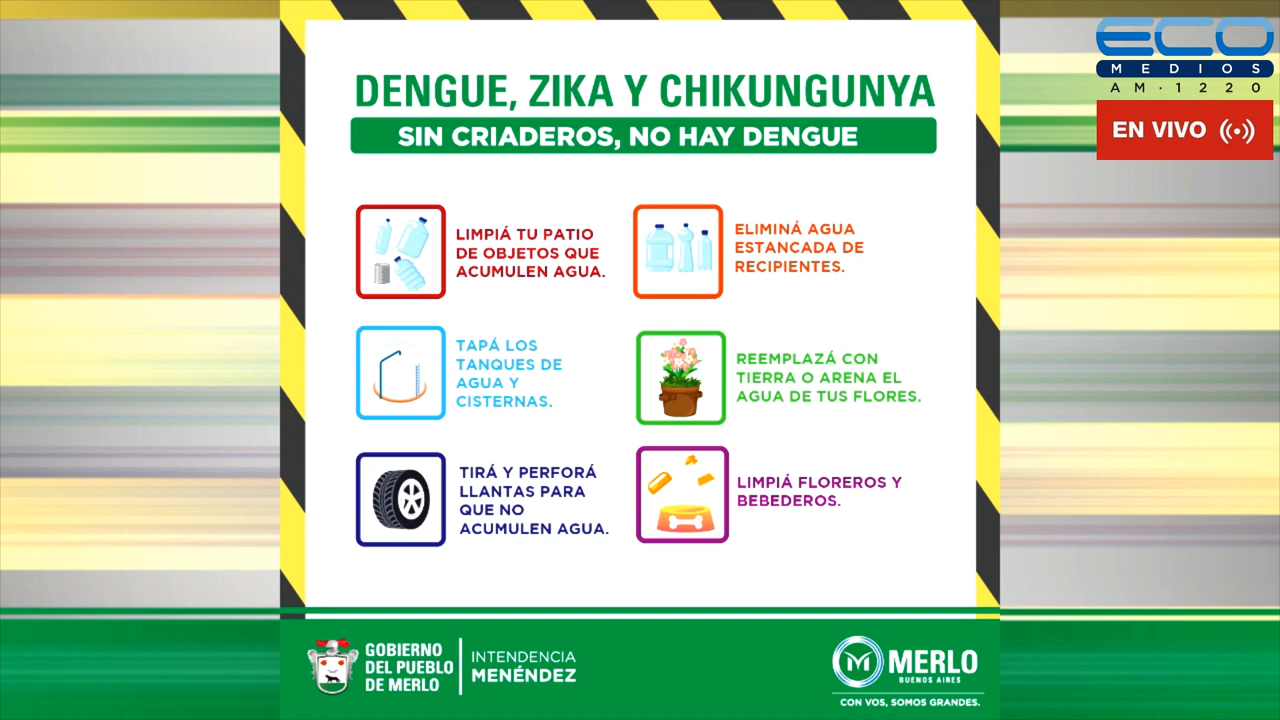 ECO
MEDIOS
AM·1220
EN VIVO
DENGUE, ZIKA Y CHIKUNGUNYA
SIN CRIADEROS, NO HAY DENGUE
LIMPIÁ TU PATIO
DE OBJETOS QUE
ACUMULEN AGUA.
ELIMINÁ AGUA
ESTANCADA DE
RECIPIENTES.
TAPÁ LOS
TANQUES DE
AGUA Y
CISTERNAS.
REEMPLAZÁ CON
TIERRA O ARENA EL
AGUA DE TUS FLORES.
TIRÁ Y PERFORÁ
LLANTAS PARA
QUE NO
ACUMULEN AGUA.
LIMPIÁ FLOREROS Y
BEBEDEROS.
GOBIERNO
DEL PUEBLO
DE MERLO
INTENDENCIA
MENÉNDEZ
MERLO
BUENOS AIRES
CON VOS, SOMOS GRANDES.